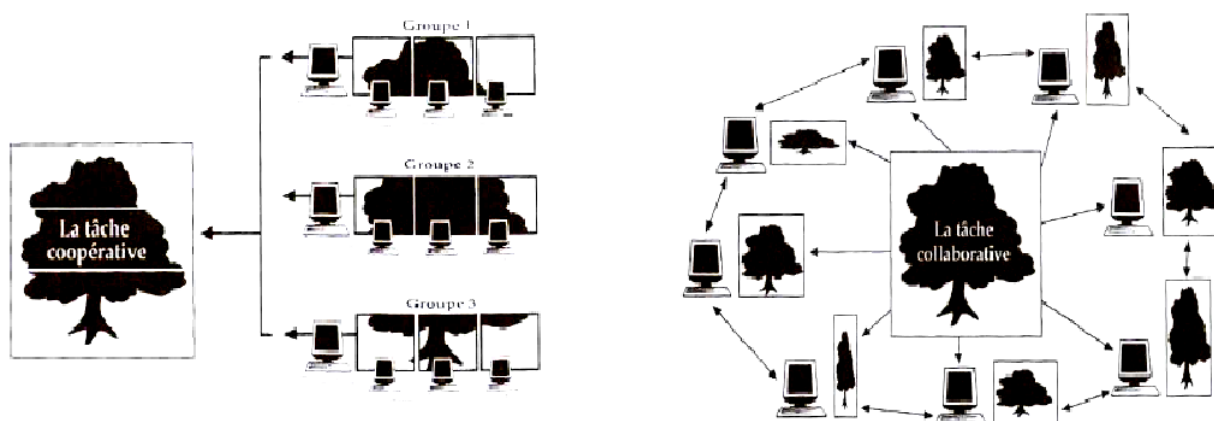 Groupe 1
Groupe 2
La tâche
coopérative
Groupe 3
La tâche
collaborative